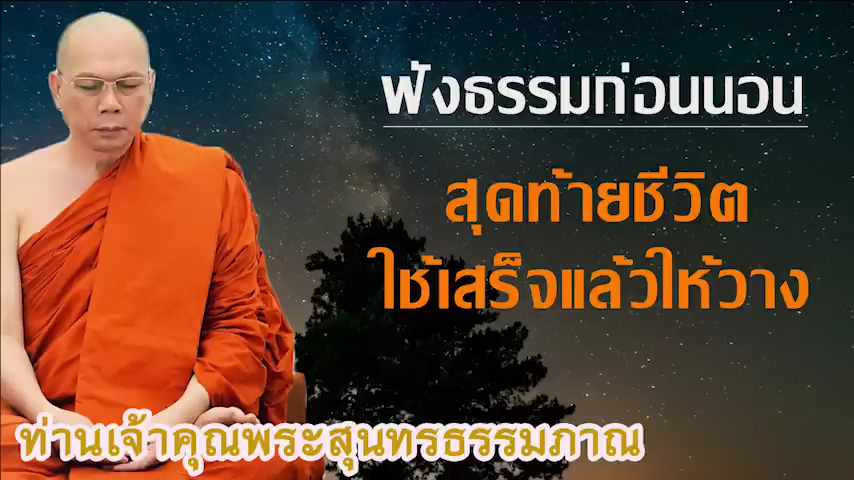 ฟังธรรมก่อนนอน
สุดท้ายชีวิต
ใช้เสร็จแล้วให้วาง
ท่านเจ้าคุณพระสุนทรธรรมภาณ